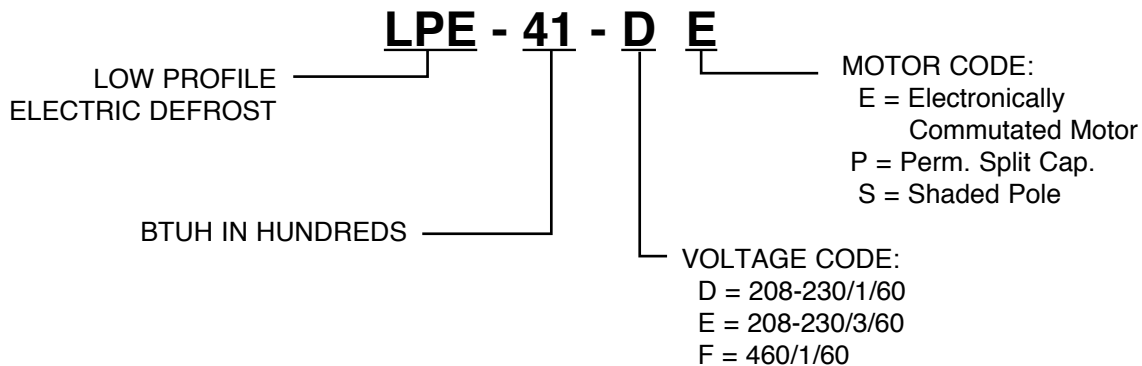 LPE - 41 - D E
LOW PROFILE
ELECTRIC DEFROST
BTUH IN HUNDREDS
MOTOR CODE:
E = Electronically
Commutated Motor
P = Perm. Split Cap.
S = Shaded Pole
VOLTAGE CODE:
D = 208-230/1/60
E = 208-230/3/60
F = 460/1/60